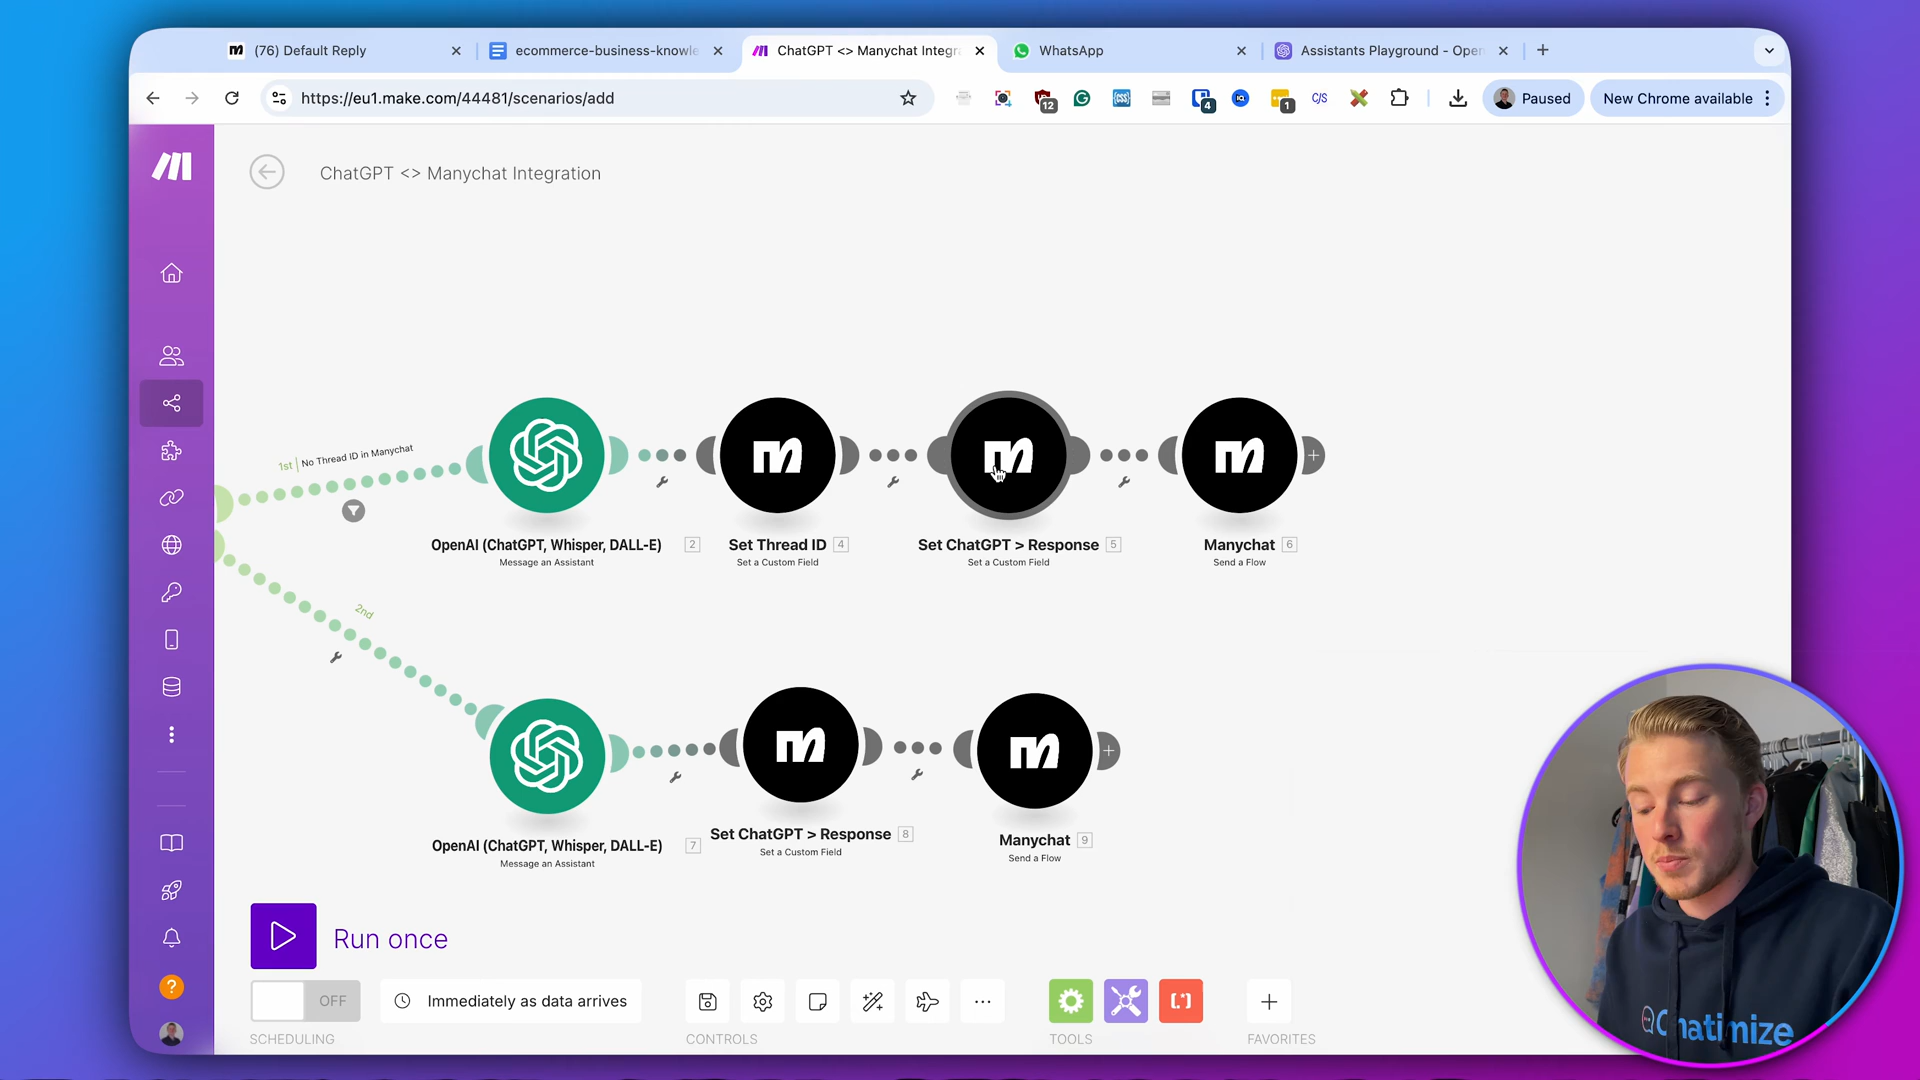 (76) Default Reply
ecommerce-business-knowle
ChatGPT <> Manychat Integr
WhatsApp
Assistants Playground - Open
https://eu1.make.com/44481/scenarios/add
12
4
1
Paused
New Chrome available
ChatGPT <> Manychat Integration
1st
No Thread ID in Manychat
OpenAI (ChatGPT, Whisper, DALL-E) 2
Message an Assistant
Set Thread ID 4
Set a Custom Field
Set ChatGPT > Response 5
Set a Custom Field
Manychat 6
Send a Flow
2nd
OpenAI (ChatGPT, Whisper, DALL-E) 7
Message an Assistant
Set ChatGPT > Response 8
Set a Custom Field
Manychat 9
Send a Flow
Run once
OFF
Immediately as data arrives
SCHEDULING
CONTROLS
TOOLS
FAVORITES
Chatimize